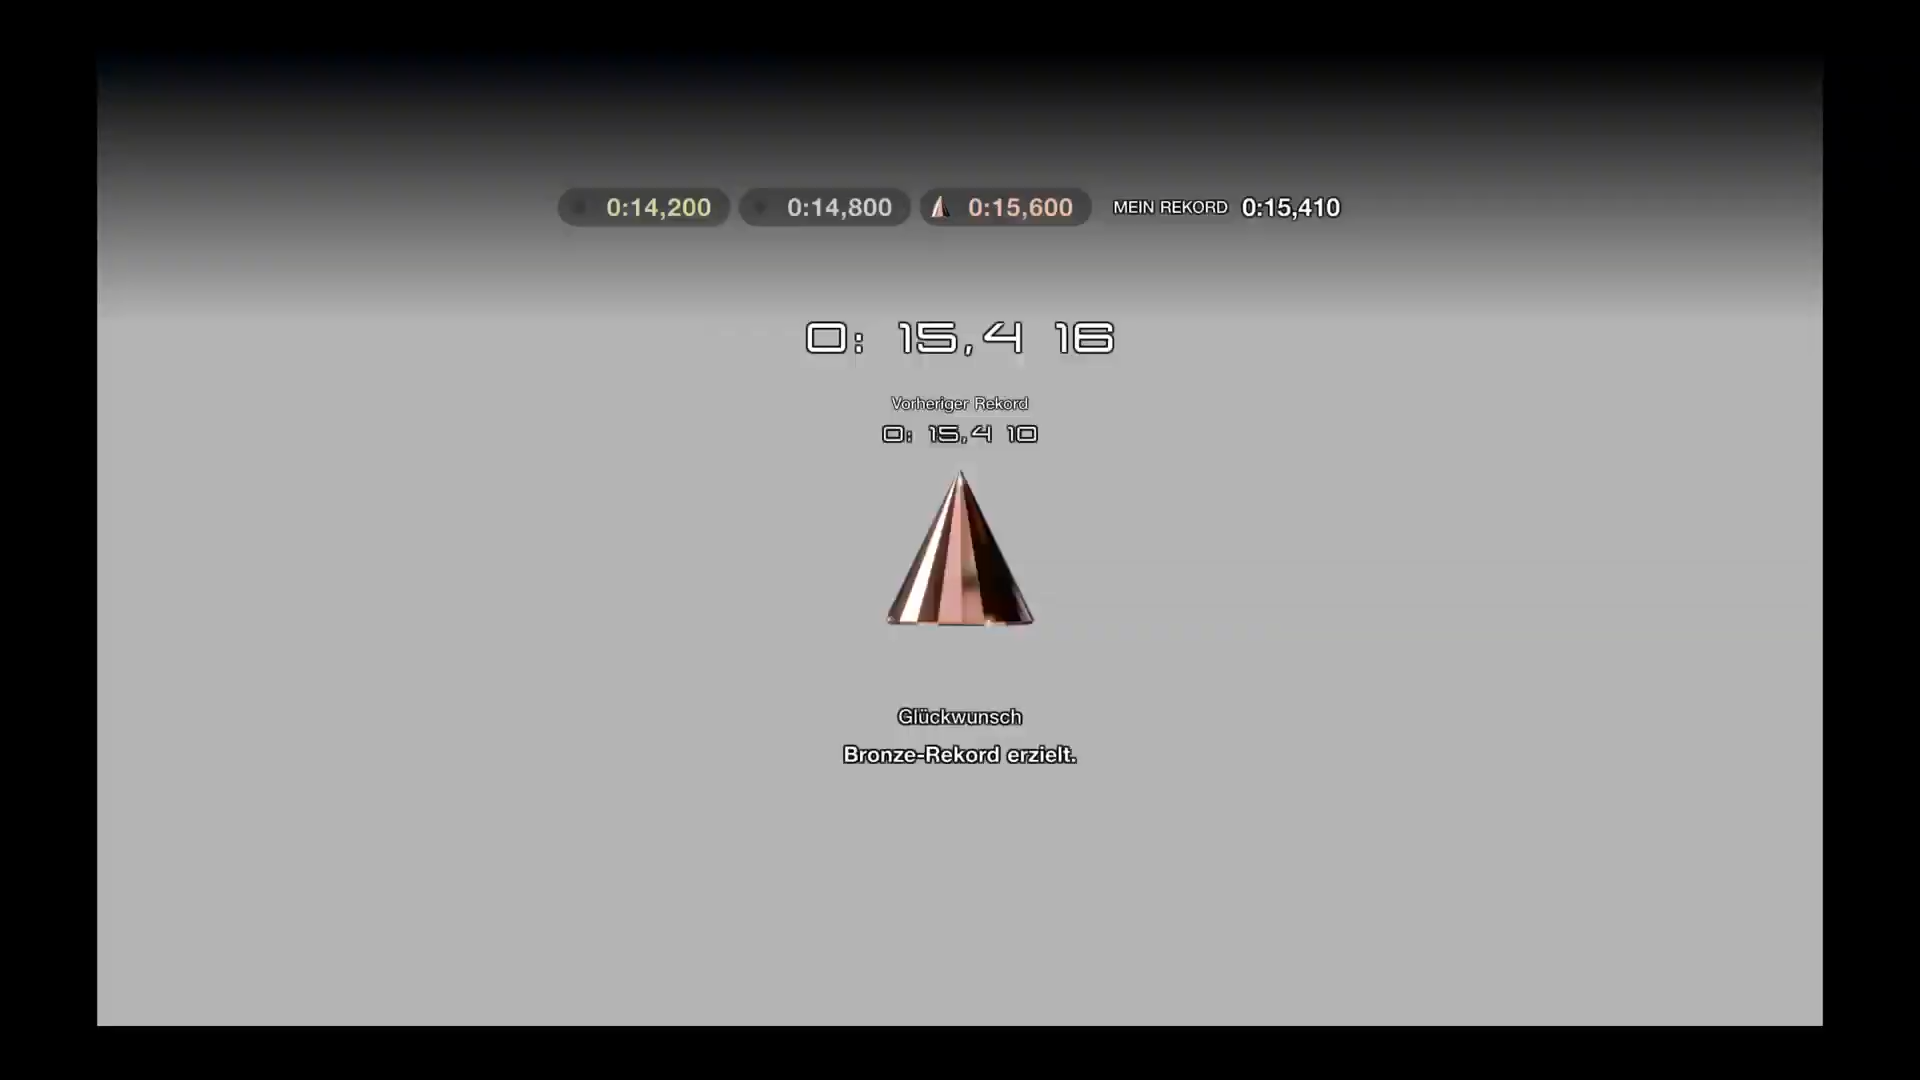 0:14,200 0:14,800 0:15,600 MEIN REKORD 0:15,410
0: 15,4 16
Vorheriger Rekord
0: 15,4 10
Glückwunsch
Bronze-Rekord erzielt.